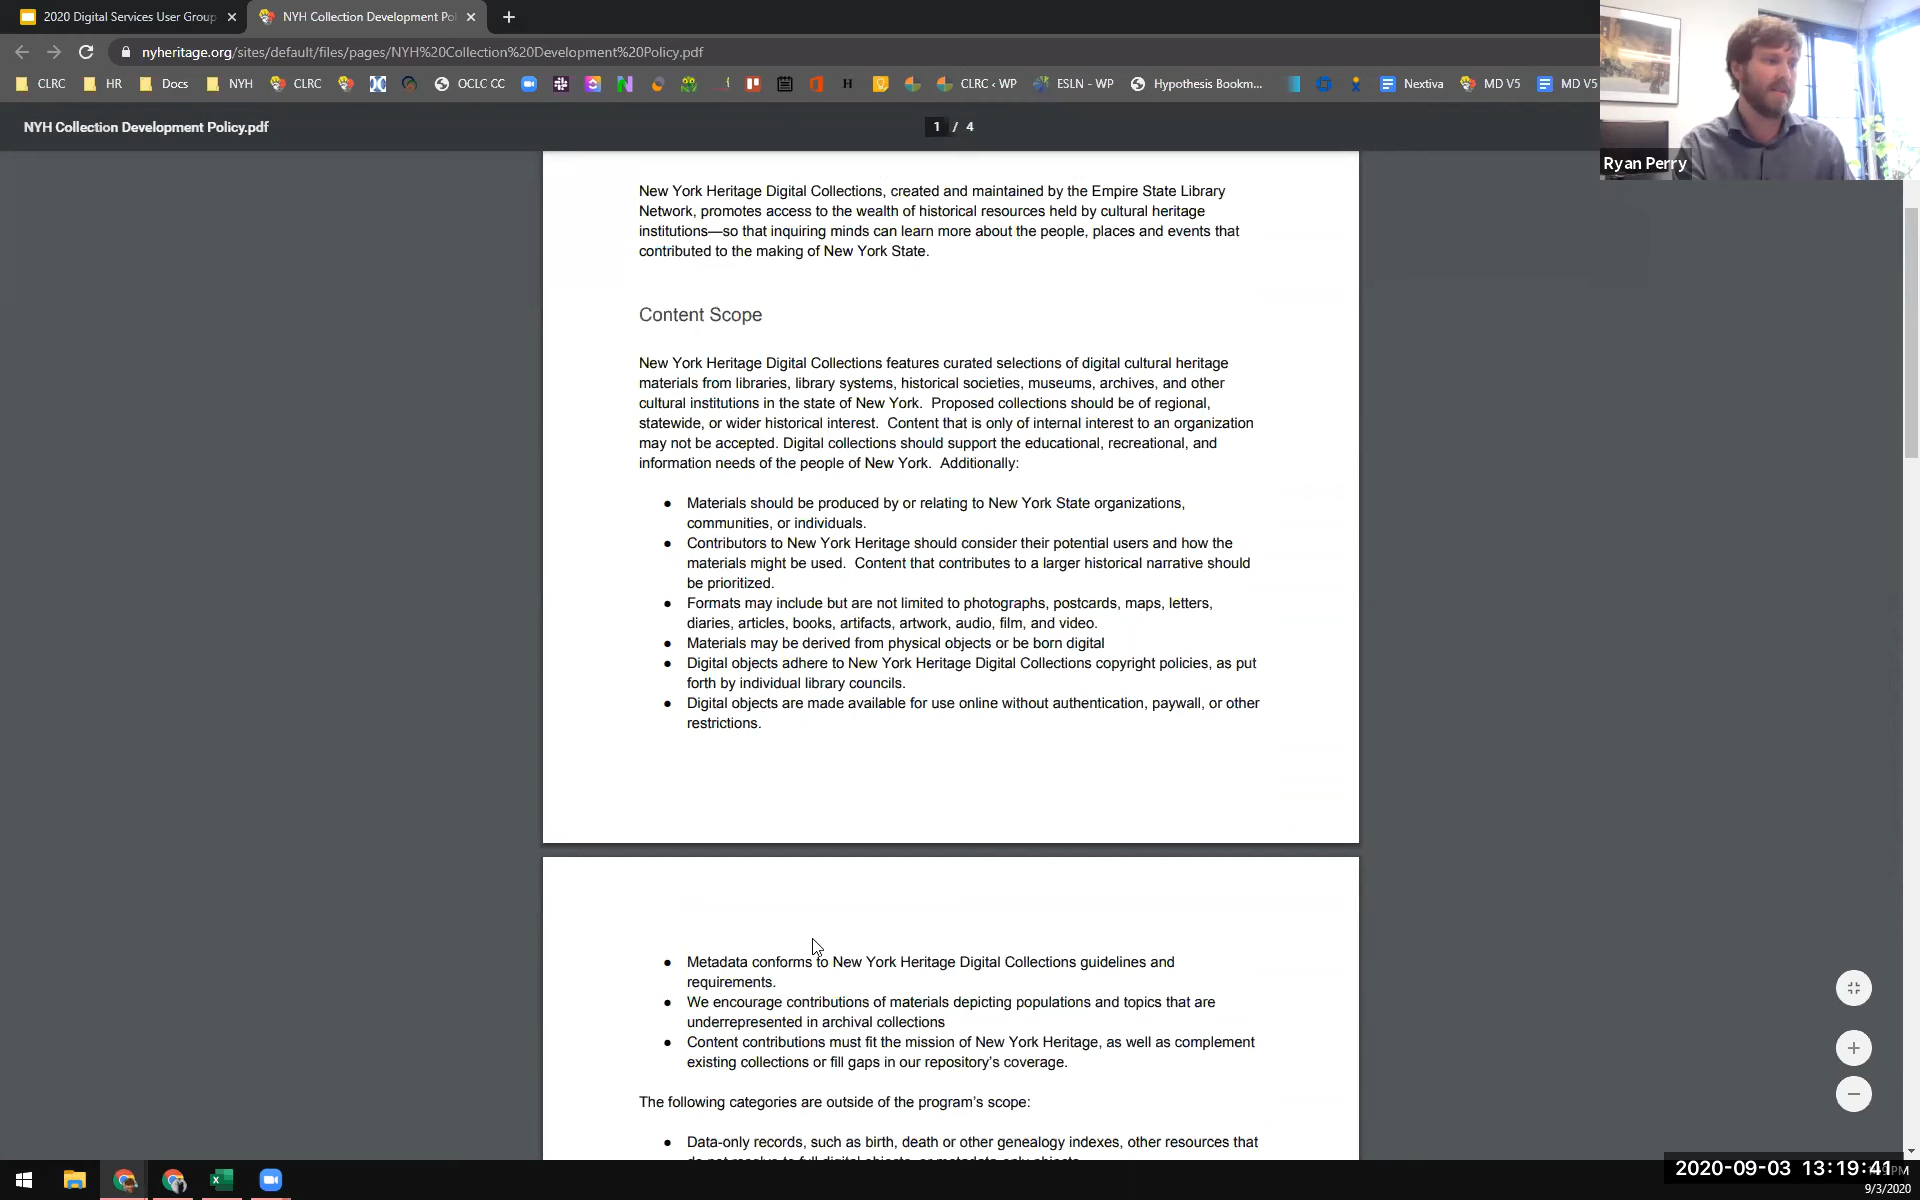 2020 Digital Services User Group
NYH Collection Development Pol
nyheritage.org/sites/default/files/pages/NYH%20Collection%20Development%20Policy.pdf
CLRC
HR
Docs
NYH
CLRC
OCLC CC
CLRC ‹ WP
ESLN - WP
Hypothesis Bookm...
Nextiva
MD V5
MD V5
NYH Collection Development Policy.pdf
1 / 4
Ryan Perry
New York Heritage Digital Collections, created and maintained by the Empire State Library
Network, promotes access to the wealth of historical resources held by cultural heritage
institutions—so that inquiring minds can learn more about the people, places and events that
contributed to the making of New York State.
Content Scope
New York Heritage Digital Collections features curated selections of digital cultural heritage
materials from libraries, library systems, historical societies, museums, archives, and other
cultural institutions in the state of New York. Proposed collections should be of regional,
statewide, or wider historical interest. Content that is only of internal interest to an organization
may not be accepted. Digital collections should support the educational, recreational, and
information needs of the people of New York. Additionally:
● Materials should be produced by or relating to New York State organizations,
communities, or individuals.
● Contributors to New York Heritage should consider their potential users and how the
materials might be used. Content that contributes to a larger historical narrative should
be prioritized.
● Formats may include but are not limited to photographs, postcards, maps, letters,
diaries, articles, books, artifacts, artwork, audio, film, and video.
● Materials may be derived from physical objects or be born digital
● Digital objects adhere to New York Heritage Digital Collections copyright policies, as put
forth by individual library councils.
● Digital objects are made available for use online without authentication, paywall, or other
restrictions.
● Metadata conforms to New York Heritage Digital Collections guidelines and
requirements.
● We encourage contributions of materials depicting populations and topics that are
underrepresented in archival collections
● Content contributions must fit the mission of New York Heritage, as well as complement
existing collections or fill gaps in our repository's coverage.
The following categories are outside of the program's scope:
● Data-only records, such as birth, death or other genealogy indexes, other resources that
do not resolve to full digital objects, or metadata-only objects
2020-09-03 13:19:41
9/3/2020